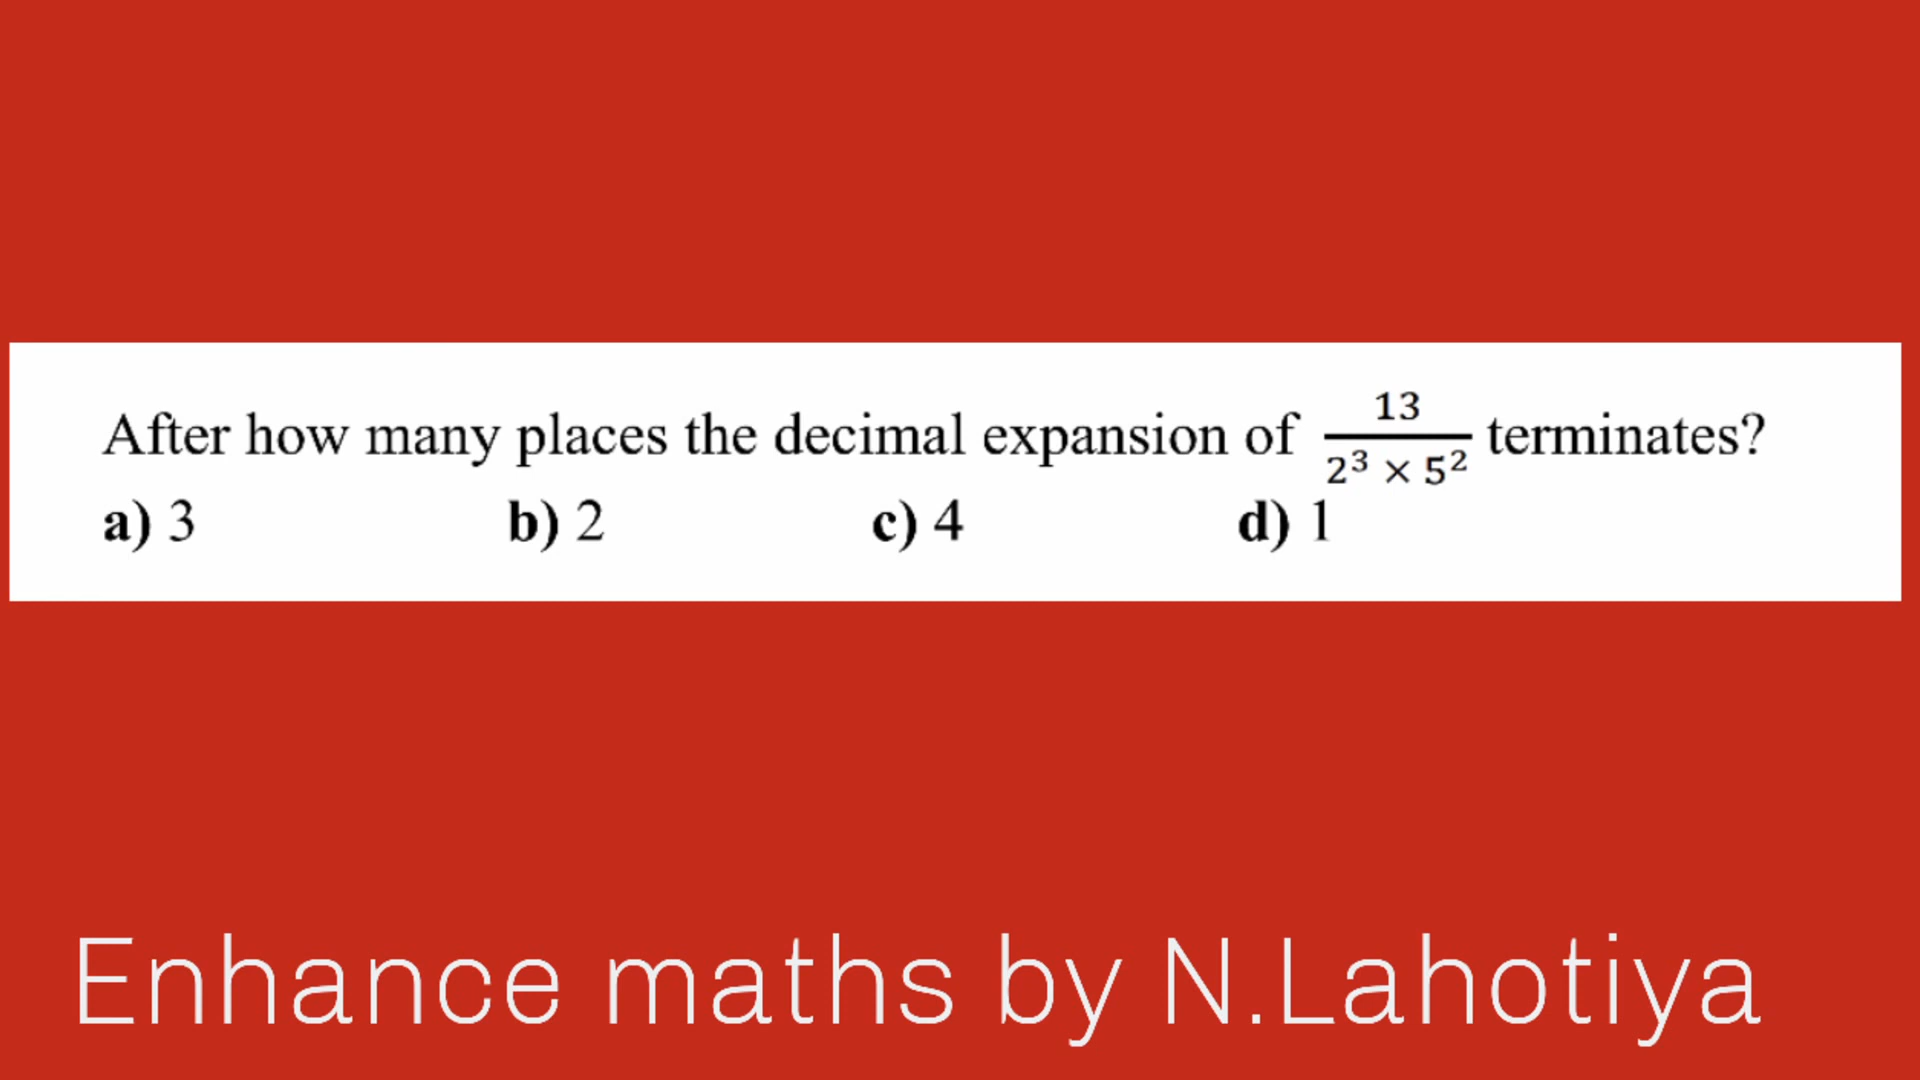 After how many places the decimal expansion of 13 / 2³ × 5² terminates?
a) 3 b) 2 c) 4 d) 1
Enhance maths by N.Lahotiya